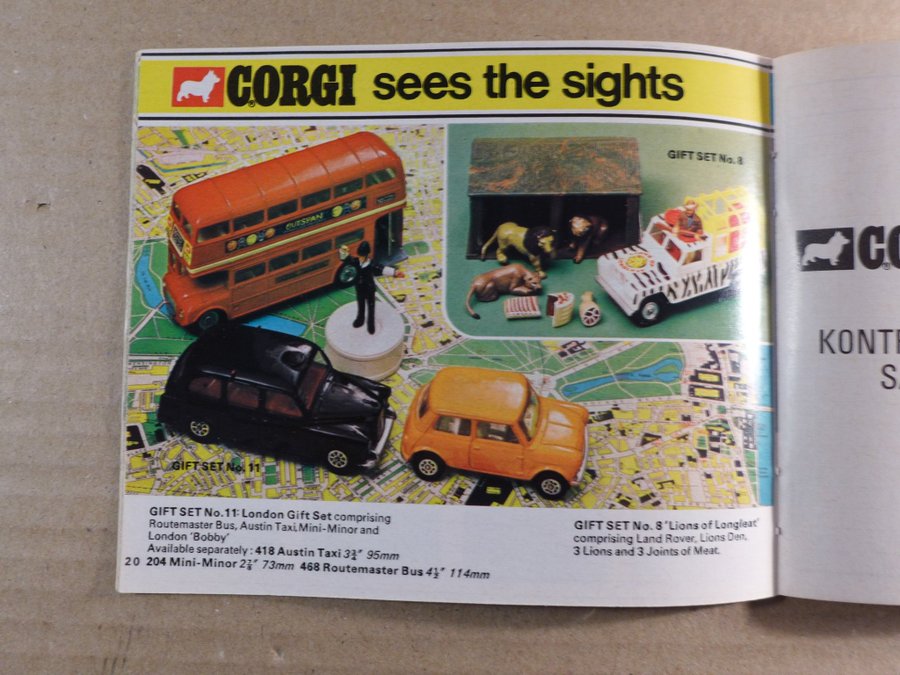 CORGI sees the sights
GIFT SET No. 8
OUTSPAN
GIFT SET No. 11
GIFT SET No. 11: London Gift Set comprising
Routemaster Bus, Austin Taxi, Mini-Minor and
London ‘Bobby’
Available separately: 418 Austin Taxi 3¾″ 95mm
20 204 Mini-Minor 2⅞″ 73mm 468 Routemaster Bus 4½″ 114mm
GIFT SET No. 8 ‘Lions of Longleat’
comprising Land Rover, Lions Den,
3 Lions and 3 Joints of Meat.
CO
KONT
S